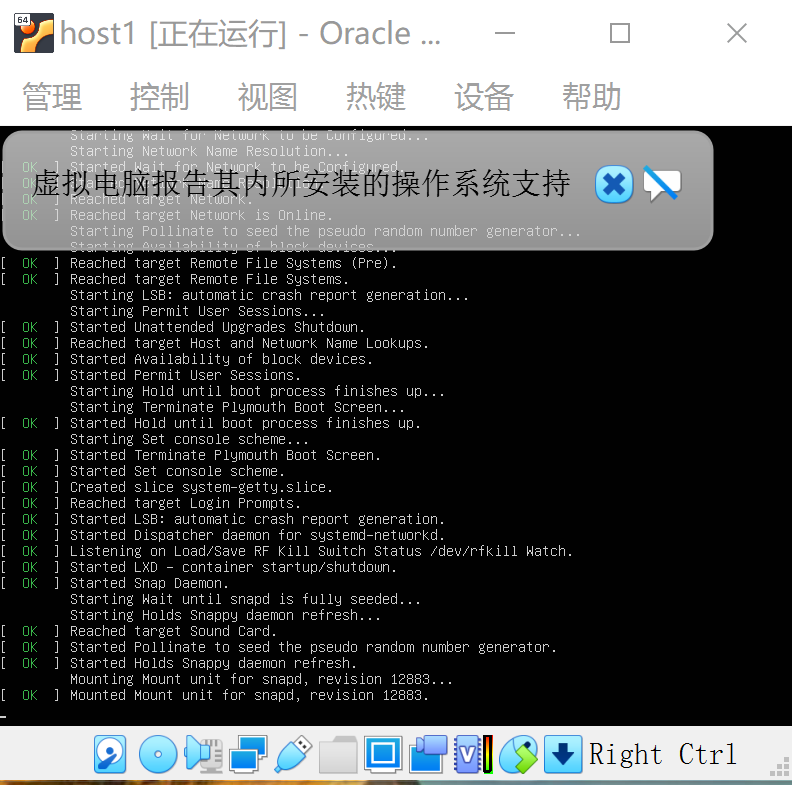 64
host1 [正在运行] - Oracle ...
管理 控制 视图 热键 设备 帮助
Starting Wait for Network to be Configured...
Starting Network Name Resolution...
[ OK ] Started Wait for Network to be Configured.
虚拟电脑报告其内所安装的操作系统支持
[ OK ] Reached target Network.
[ OK ] Reached target Network is Online.
Starting Pollinate to seed the pseudo random number generator...
Starting Availability of block devices...
[ OK ] Reached target Remote File Systems (Pre).
[ OK ] Reached target Remote File Systems.
Starting LSB: automatic crash report generation...
Starting Permit User Sessions...
[ OK ] Started Unattended Upgrades Shutdown.
[ OK ] Reached target Host and Network Name Lookups.
[ OK ] Started Availability of block devices.
[ OK ] Started Permit User Sessions.
Starting Hold until boot process finishes up...
Starting Terminate Plymouth Boot Screen...
[ OK ] Started Hold until boot process finishes up.
Starting Set console scheme...
[ OK ] Started Terminate Plymouth Boot Screen.
[ OK ] Started Set console scheme.
[ OK ] Created slice system-getty.slice.
[ OK ] Reached target Login Prompts.
[ OK ] Started LSB: automatic crash report generation.
[ OK ] Started Dispatcher daemon for systemd-networkd.
[ OK ] Listening on Load/Save RF Kill Switch Status /dev/rfkill Watch.
[ OK ] Started LXD - container startup/shutdown.
[ OK ] Started Snap Daemon.
Starting Wait until snapd is fully seeded...
Starting Holds Snappy daemon refresh...
[ OK ] Reached target Sound Card.
[ OK ] Started Pollinate to seed the pseudo random number generator.
[ OK ] Started Holds Snappy daemon refresh.
Mounting Mount unit for snapd, revision 12883...
[ OK ] Mounted Mount unit for snapd, revision 12883.
V
Right Ctrl